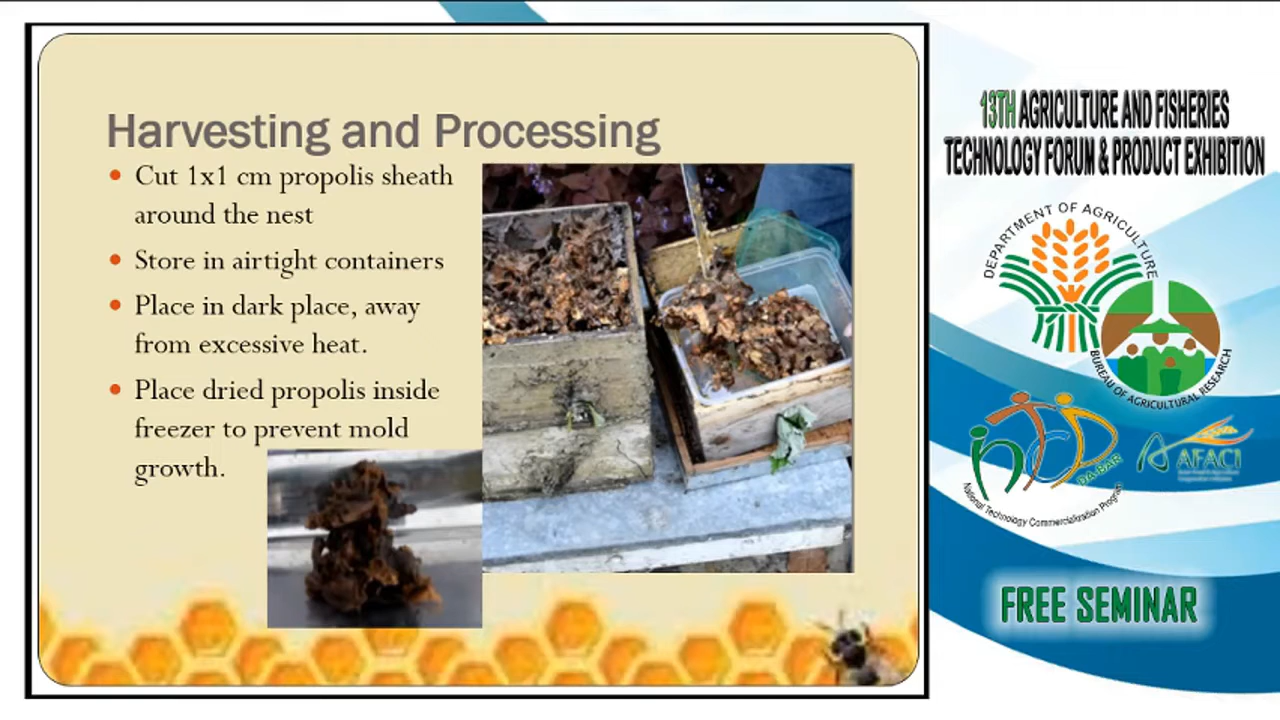 Harvesting and Processing
• Cut 1x1 cm propolis sheath
around the nest
• Store in airtight containers
• Place in dark place, away
from excessive heat.
• Place dried propolis inside
freezer to prevent mold
growth.
13TH AGRICULTURE AND FISHERIES
TECHNOLOGY FORUM & PRODUCT EXHIBITION
DEPARTMENT OF AGRICULTURE
BUREAU OF AGRICULTURAL RESEARCH
DA-BAR
National Technology Commercialization Program
AFACI
FREE SEMINAR